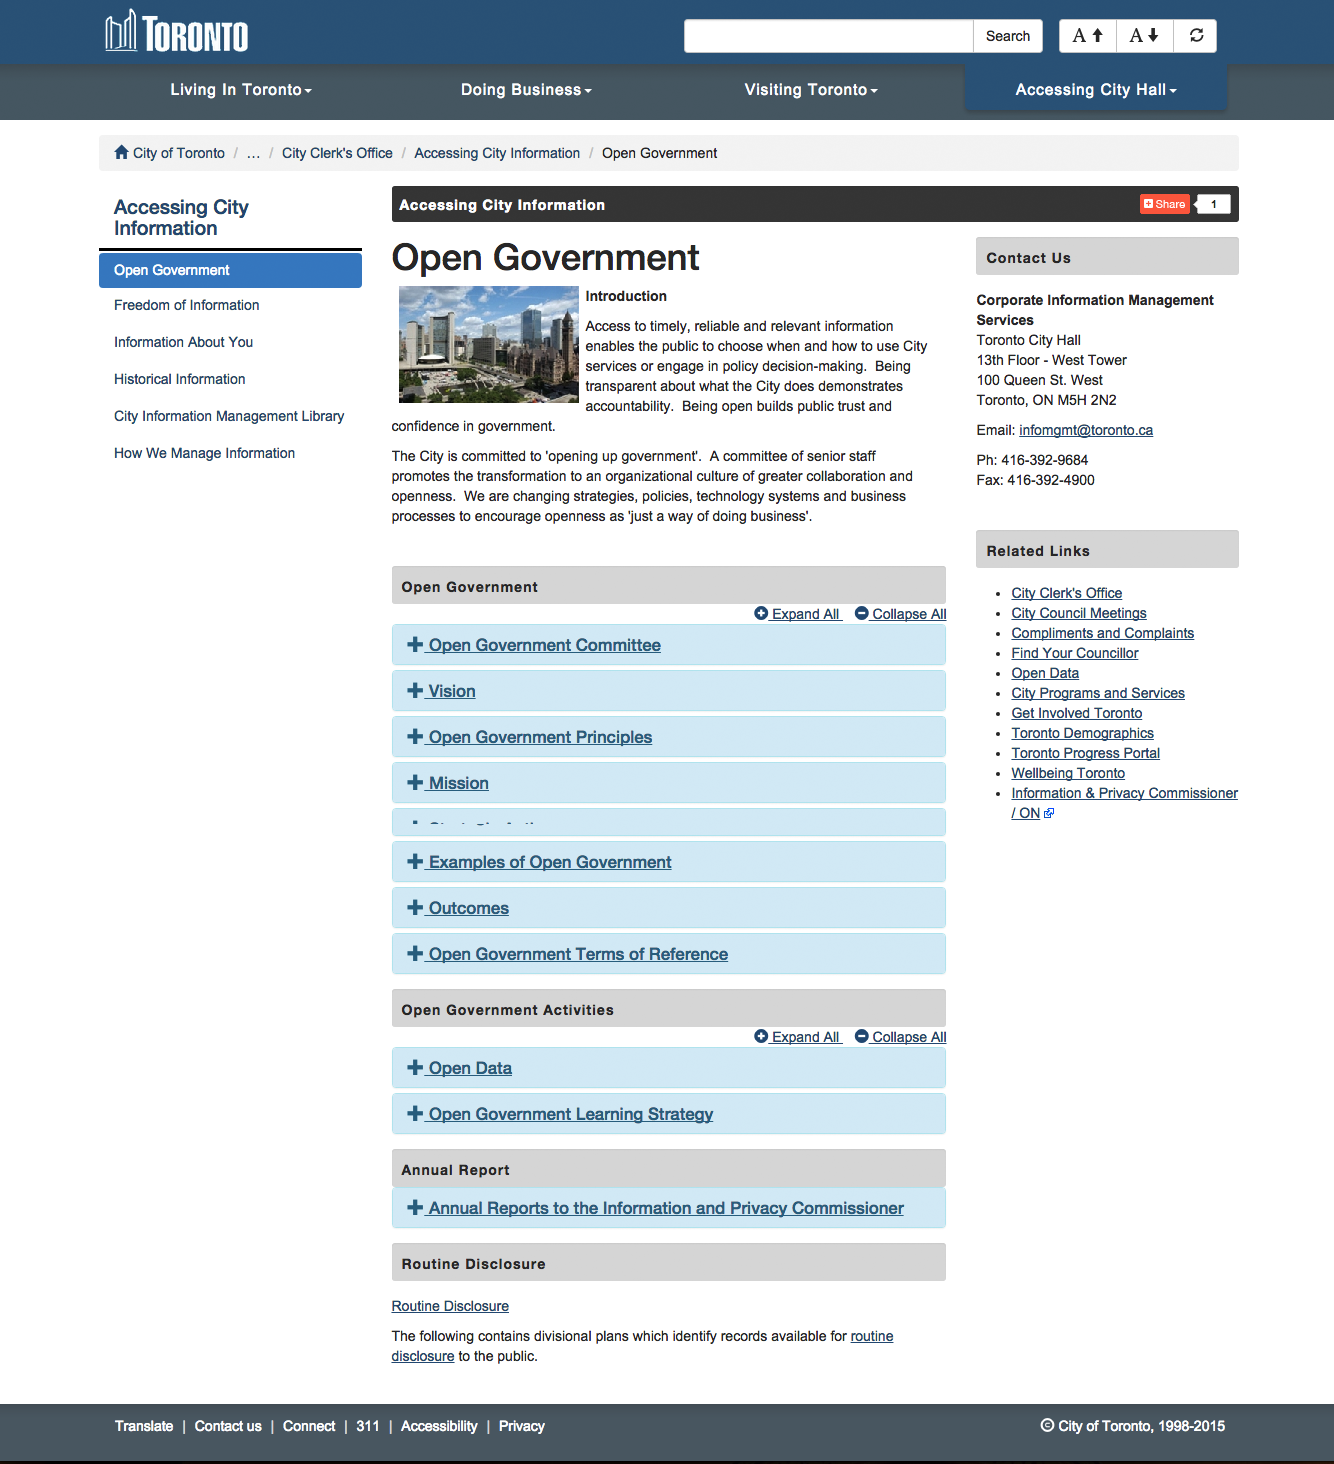 TORONTO
Search
A
A
Living In Toronto
Doing Business
Visiting Toronto
Accessing City Hall
City of Toronto / ... / City Clerk's Office / Accessing City Information / Open Government
Accessing City
Information
Open Government
Freedom of Information
Information About You
Historical Information
City Information Management Library
How We Manage Information
Accessing City Information
Share
1
Open Government
Introduction
Access to timely, reliable and relevant information
enables the public to choose when and how to use City
services or engage in policy decision-making. Being
transparent about what the City does demonstrates
accountability. Being open builds public trust and
confidence in government.
The City is committed to 'opening up government'. A committee of senior staff
promotes the transformation to an organizational culture of greater collaboration and
openness. We are changing strategies, policies, technology systems and business
processes to encourage openness as 'just a way of doing business'.
Open Government
Expand All
Collapse All
Open Government Committee
Vision
Open Government Principles
Mission
Examples of Open Government
Outcomes
Open Government Terms of Reference
Open Government Activities
Expand All
Collapse All
Open Data
Open Government Learning Strategy
Annual Report
Annual Reports to the Information and Privacy Commissioner
Routine Disclosure
Routine Disclosure
The following contains divisional plans which identify records available for routine
disclosure to the public.
Contact Us
Corporate Information Management
Services
Toronto City Hall
13th Floor - West Tower
100 Queen St. West
Toronto, ON M5H 2N2
Email: infomgmt@toronto.ca
Ph: 416-392-9684
Fax: 416-392-4900
Related Links
• City Clerk's Office
• City Council Meetings
• Compliments and Complaints
• Find Your Councillor
• Open Data
• City Programs and Services
• Get Involved Toronto
• Toronto Demographics
• Toronto Progress Portal
• Wellbeing Toronto
• Information & Privacy Commissioner
/ ON
Translate | Contact us | Connect | 311 | Accessibility | Privacy
© City of Toronto, 1998-2015